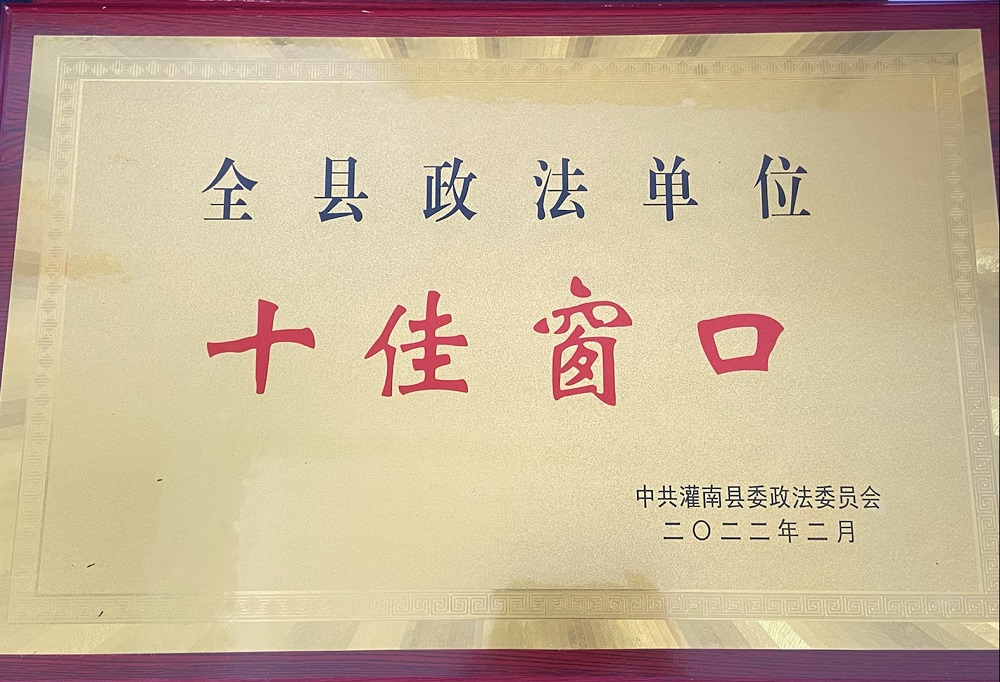 全县政法单位
十佳窗口
中共灌南县委政法委员会
二〇二二年二月